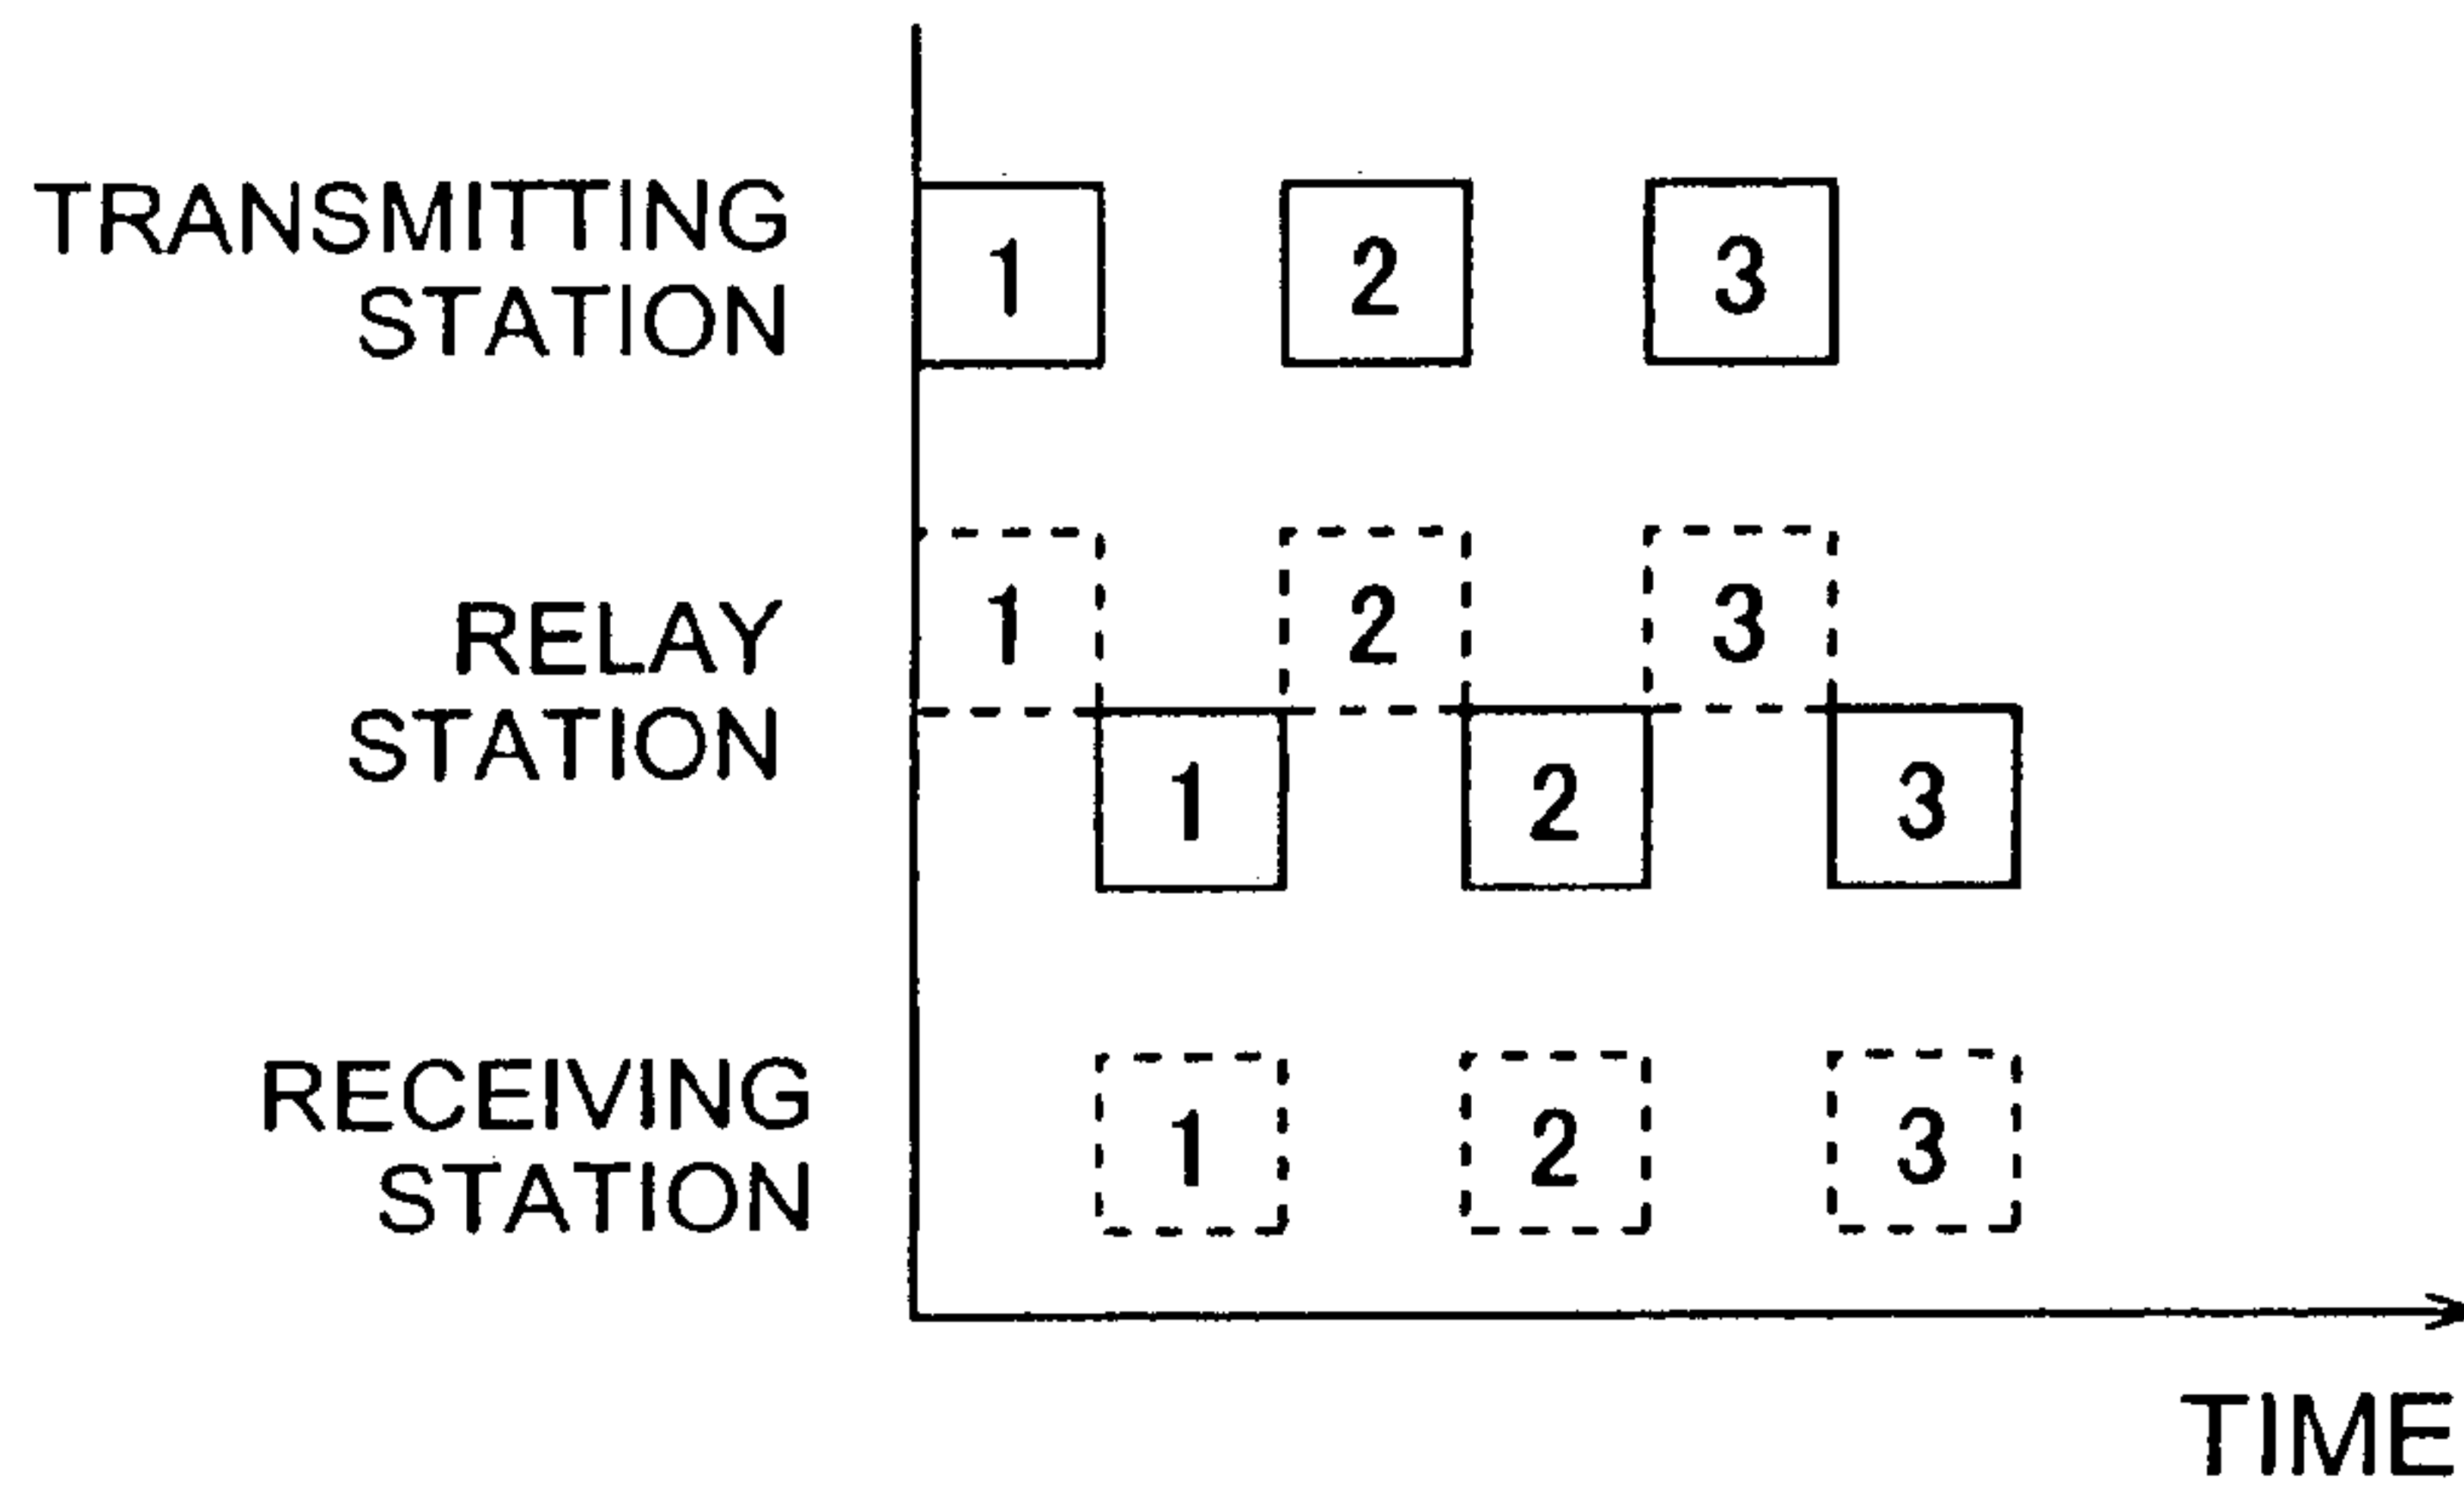 TRANSMITTING
STATION
1 2 3
RELAY
STATION
1 2 3
1 2 3
RECEIVING
STATION
1 2 3
TIME